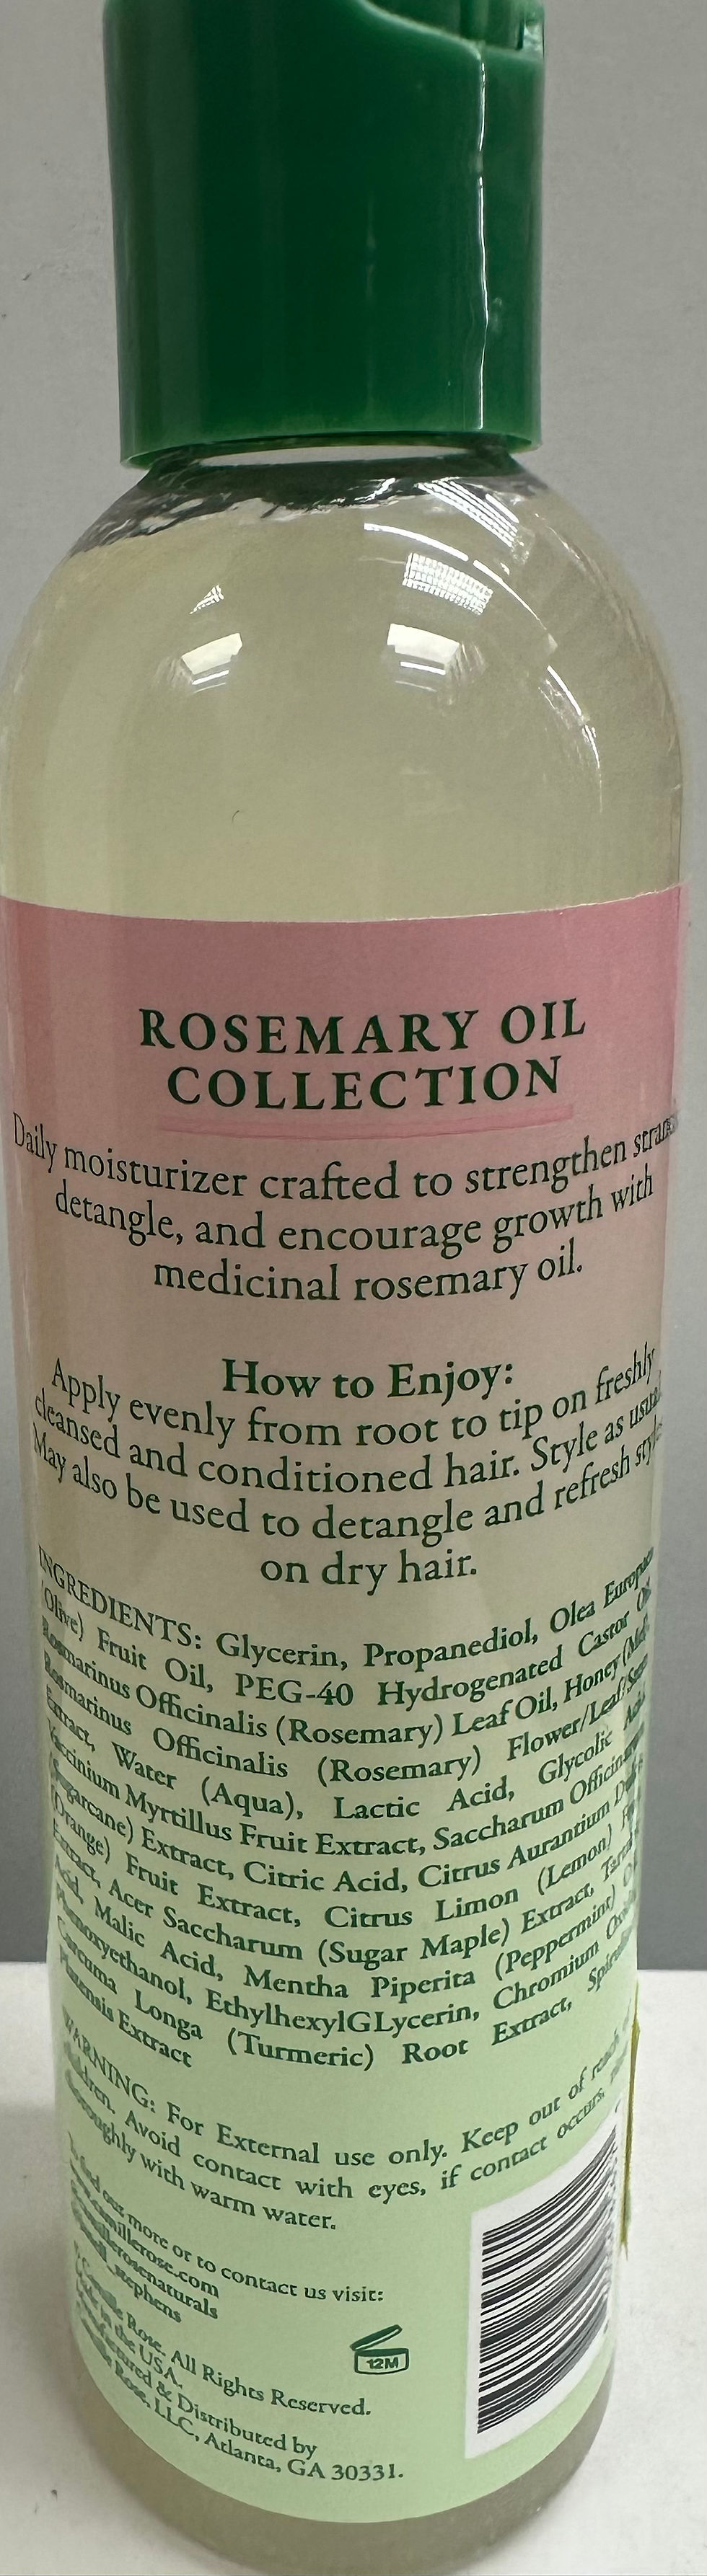 ROSEMARY OIL
COLLECTION
Daily moisturizer crafted to strengthen
detangle, and encourage growth with
medicinal rosemary oil.
How to Enjoy:
Apply evenly from root to tip on freshly
cleansed and conditioned hair. Style as
May also be used to detangle and refresh
on dry hair.
INGREDIENTS: Glycerin, Propanediol, Olea
(Olive) Fruit Oil, PEG-40 Hydrogenated Castor
Rosmarinus Officinalis (Rosemary) Leaf Oil, Honey
Rosmarinus Officinalis (Rosemary) Flower/Leaf/
Extract, Water (Aqua), Lactic Acid, Glycolic
Vaccinium Myrtillus Fruit Extract, Saccharum
(Sugarcane) Extract, Citric Acid, Citrus Aurantium
(Orange) Fruit Extract, Citrus Limon (Lemon)
Extract, Acer Saccharum (Sugar Maple) Extract,
Acid, Malic Acid, Mentha Piperita (Peppermint)
Phenoxyethanol, EthylhexylGLycerin, Chromium
Curcuma Longa (Turmeric) Root Extract,
Platensis Extract
WARNING: For External use only. Keep out of reach
children. Avoid contact with eyes, if contact occurs,
thoroughly with warm water.
To find out more or to contact us visit:
12M
All Rights Reserved.
Made in the USA.
Manufactured & Distributed by
Camille Rose, LLC, Atlanta, GA 30331.